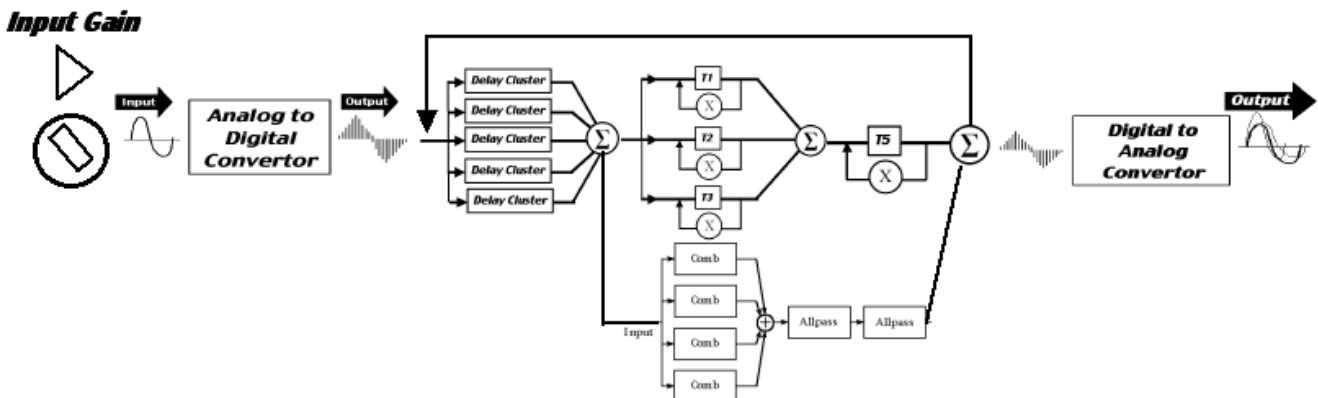 Input Gain
Input
Analog to
Digital
Convertor
Output
Delay Cluster
Delay Cluster
Delay Cluster
Delay Cluster
Delay Cluster
Σ
T1
X
T2
X
T3
X
Σ
T5
X
Σ
Input
Comb
Comb
Comb
Comb
+
Allpass
Allpass
Digital to
Analog
Convertor
Output